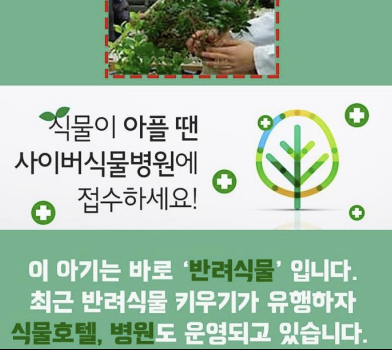 식물이 아플 땐
사이버식물병원에
접수하세요!
이 아기는 바로 ‘반려식물’ 입니다.
최근 반려식물 키우기가 유행하자
식물호텔, 병원도 운영되고 있습니다.